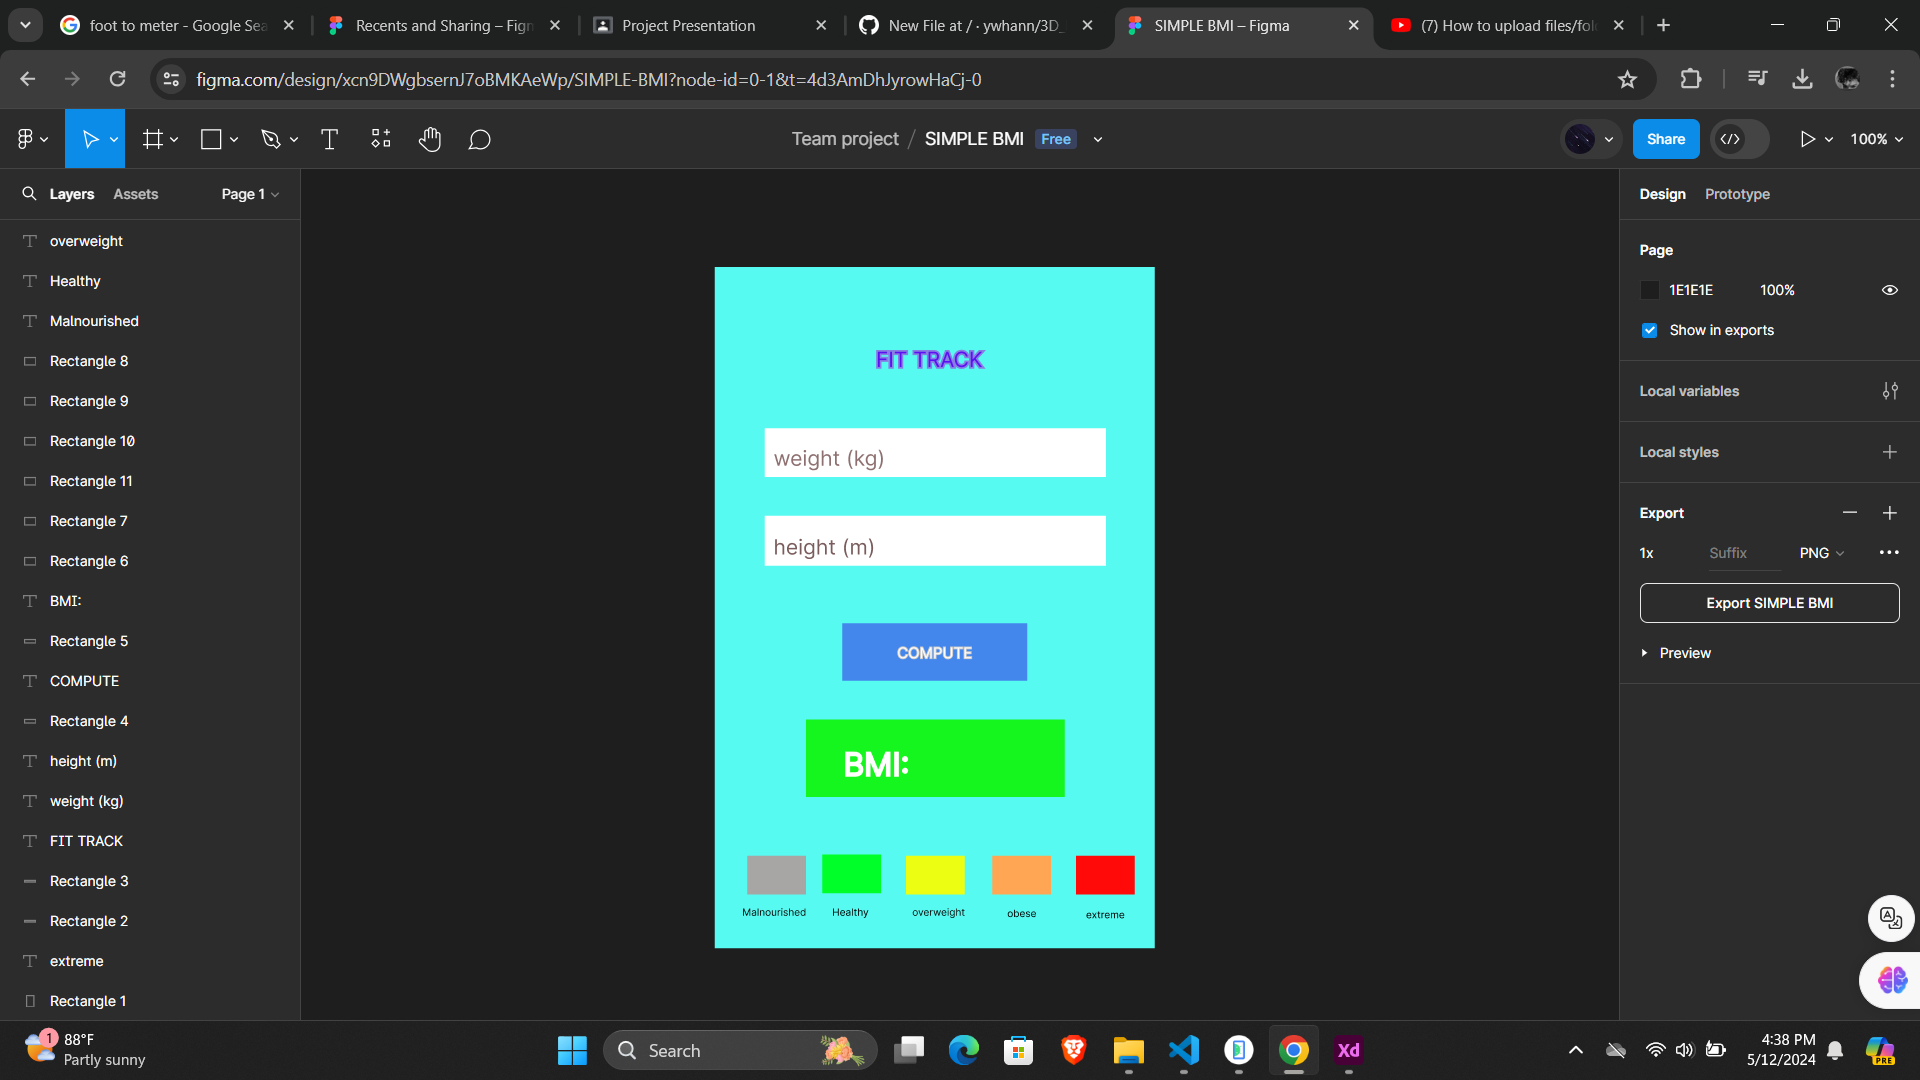 foot to meter - Google Sea
Recents and Sharing – Fign
Project Presentation
New File at / · ywhann/3D_
SIMPLE BMI – Figma
(7) How to upload files/fol
figma.com/design/xcn9DWgbsernJ7oBMKAeWp/SIMPLE-BMI?node-id=0-1&t=4d3AmDhJyrowHaCj-0
Team project / SIMPLE BMI Free
Share
100%
Layers Assets Page 1
overweight
Healthy
Malnourished
Rectangle 8
Rectangle 9
Rectangle 10
Rectangle 11
Rectangle 7
Rectangle 6
BMI:
Rectangle 5
COMPUTE
Rectangle 4
height (m)
weight (kg)
FIT TRACK
Rectangle 3
Rectangle 2
extreme
Rectangle 1
FIT TRACK
weight (kg)
height (m)
COMPUTE
BMI:
Malnourished Healthy overweight obese extreme
Design Prototype
Page
1E1E1E 100%
Show in exports
Local variables
Local styles
Export
1x Suffix PNG
Export SIMPLE BMI
Preview
1
88°F
Partly sunny
Search
Xd
4:38 PM
5/12/2024
PRE